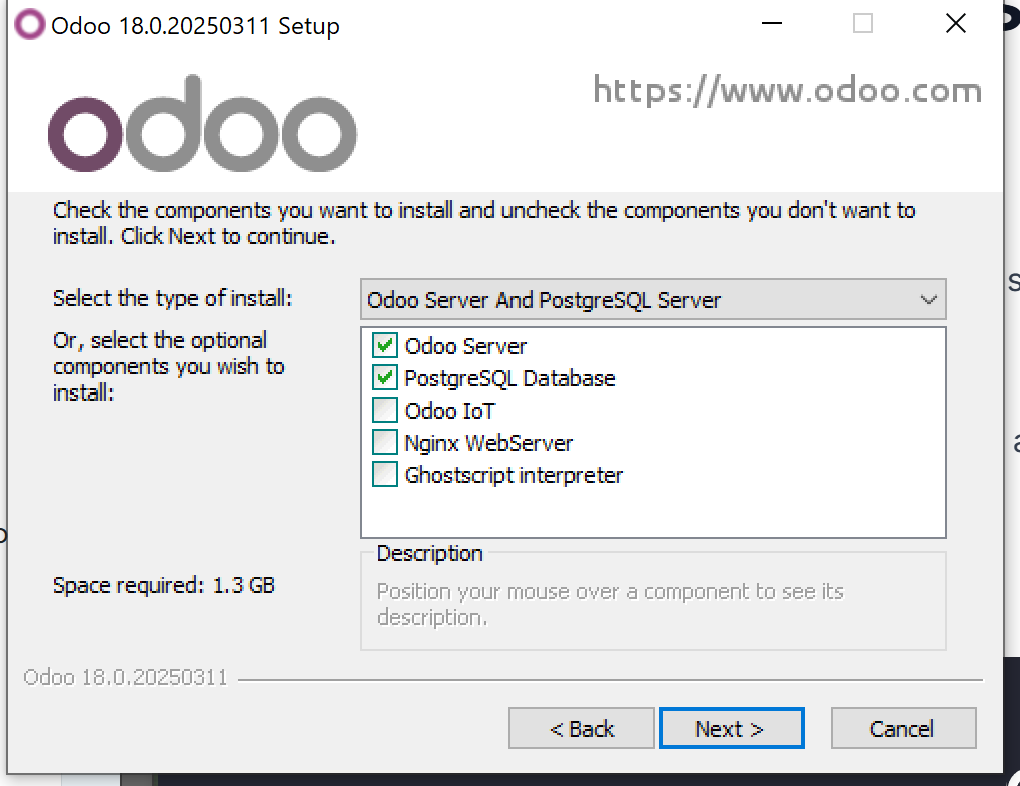 Odoo 18.0.20250311 Setup
odoo
https://www.odoo.com
Check the components you want to install and uncheck the components you don't want to
install. Click Next to continue.
Select the type of install:
Odoo Server And PostgreSQL Server
Or, select the optional
components you wish to
install:
Odoo Server
PostgreSQL Database
Odoo IoT
Nginx WebServer
Ghostscript interpreter
Space required: 1.3 GB
Description
Position your mouse over a component to see its
description.
Odoo 18.0.20250311
< Back
Next >
Cancel